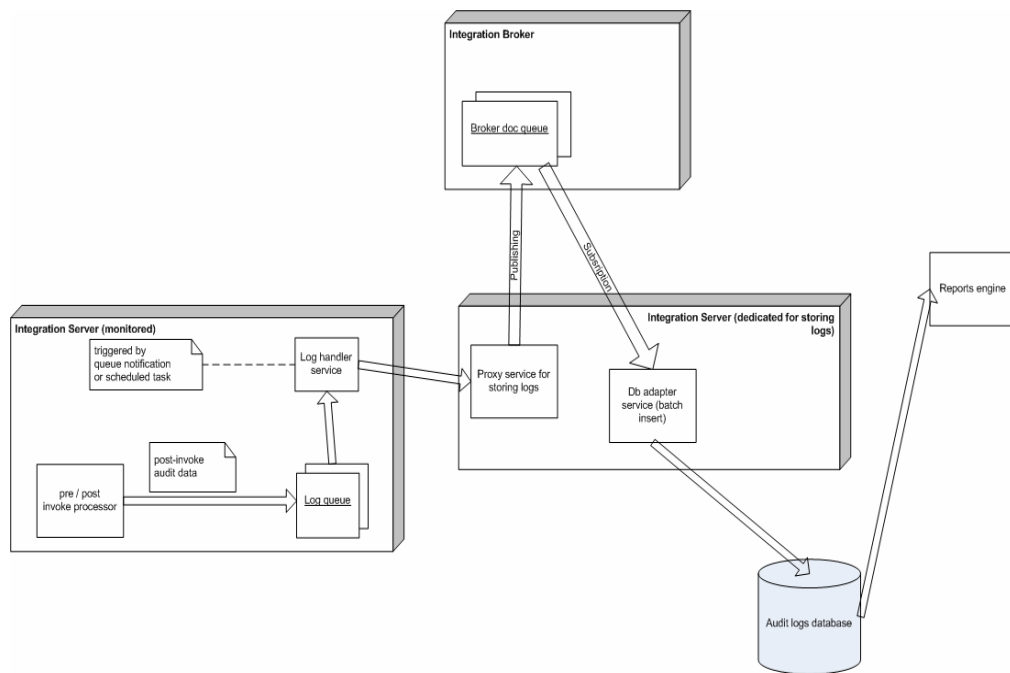 Integration Broker
Broker doc queue
Publishing
Subsription
Reports engine
Integration Server (monitored)
triggered by
queue notification
or scheduled task
Log handler
service
Integration Server (dedicated for storing
logs)
Proxy service for
storing logs
Db adapter
service (batch
insert)
post-invoke
audit data
pre / post
invoke processor
Log queue
Audit logs database